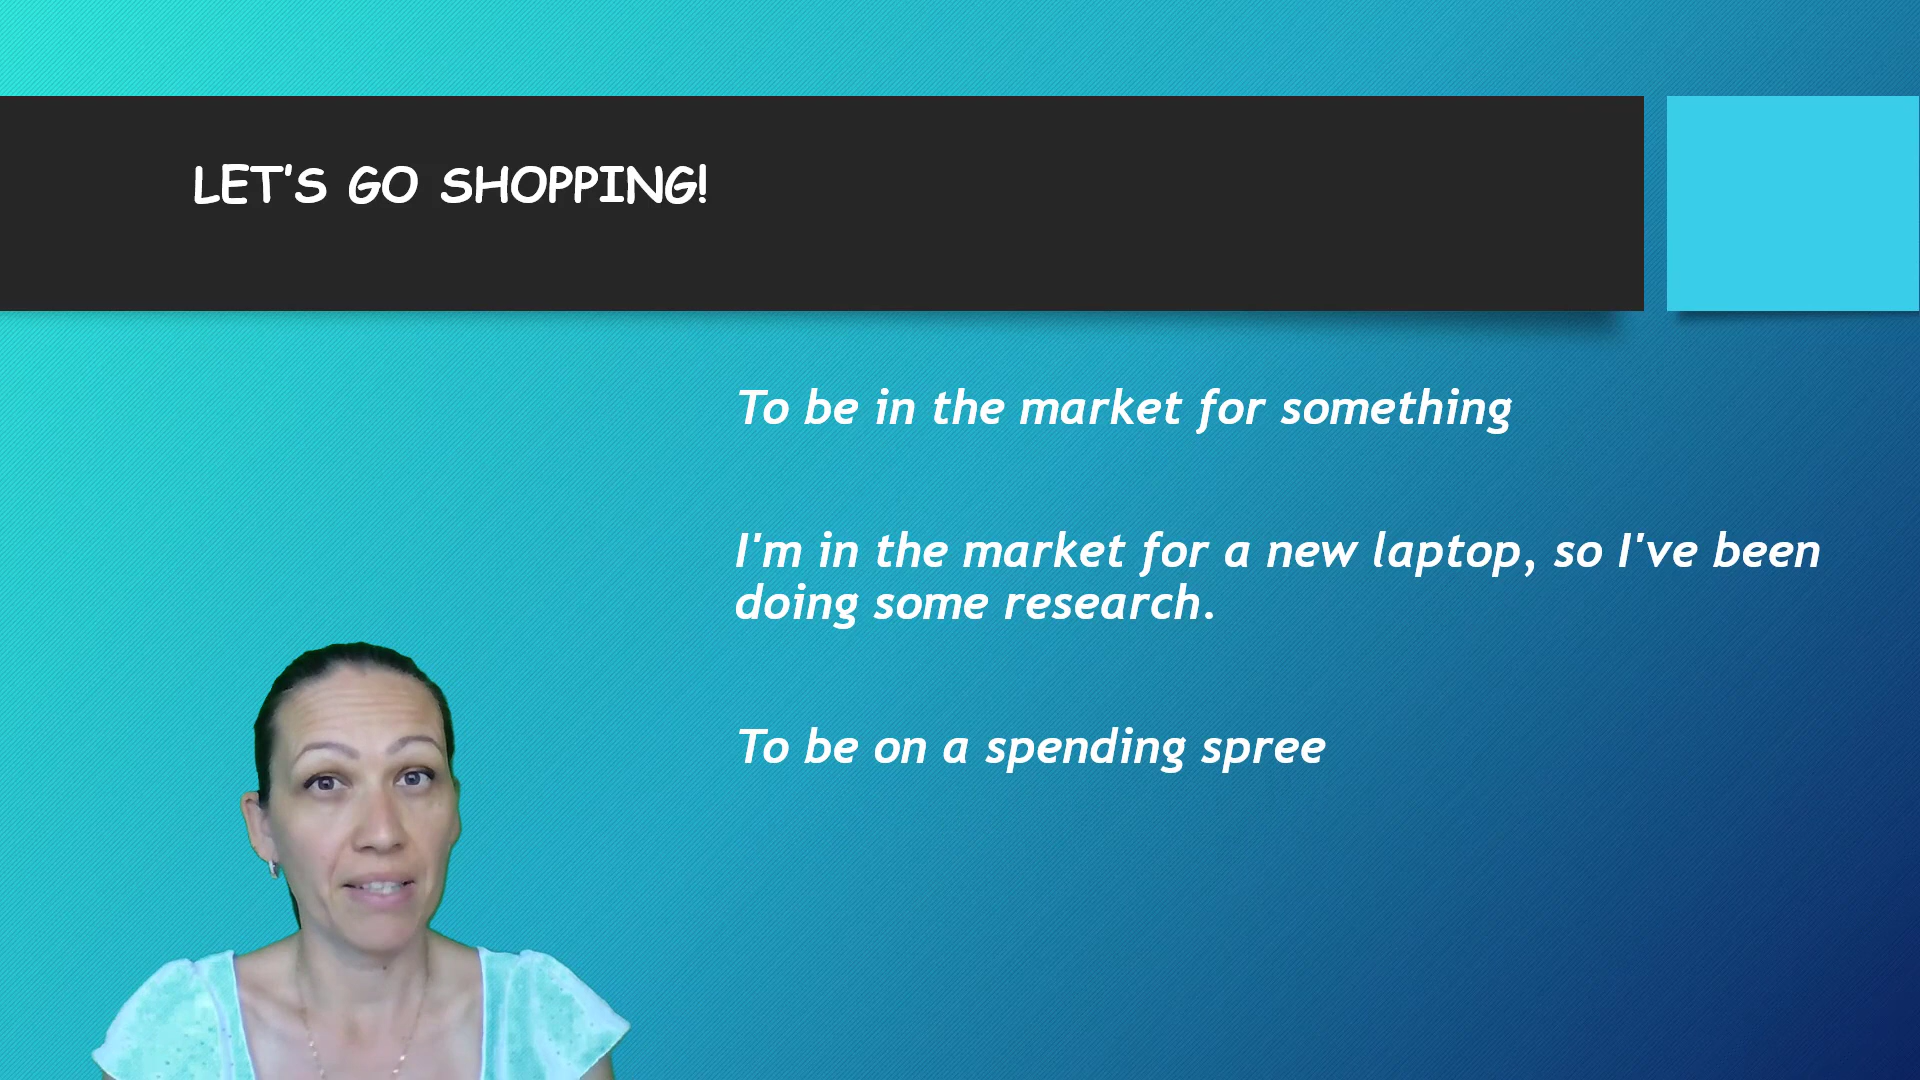 LET'S GO SHOPPING!
To be in the market for something
I'm in the market for a new laptop, so I've been
doing some research.
To be on a spending spree